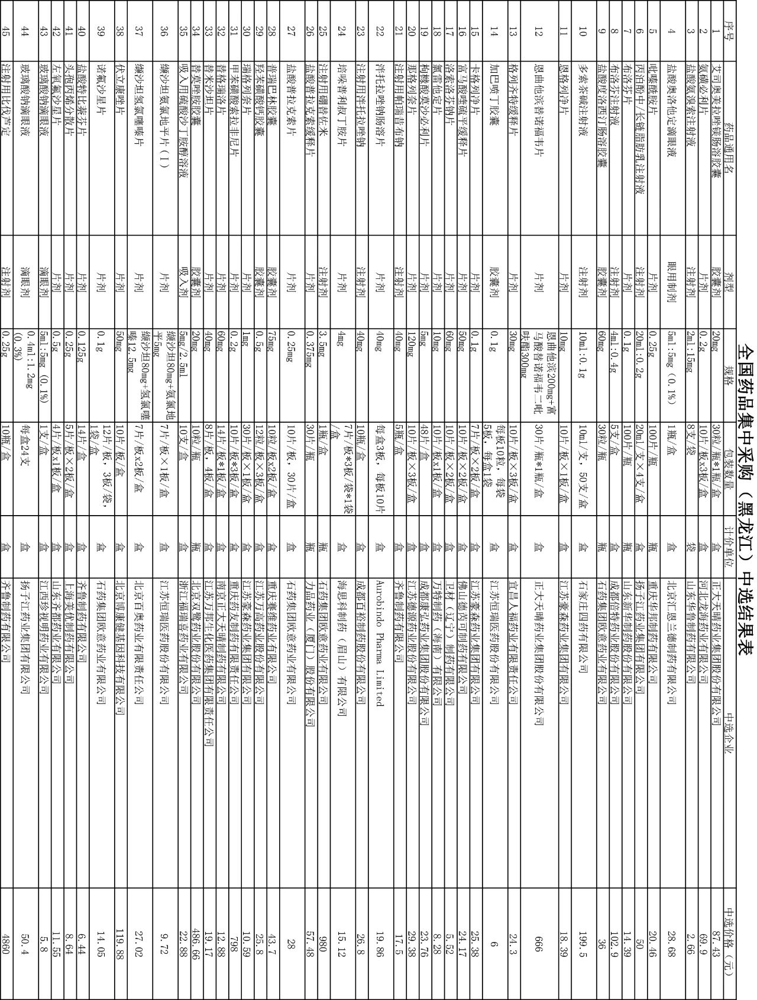 全国药品集中采购（黑龙江）中选结果表
序号 药品通用名 剂型 规格 包装数量 计价单位 中选企业 中选价格（元）
1 艾司奥美拉唑镁肠溶胶囊 胶囊剂 20mg 30粒/瓶*1瓶/盒 盒 正大天晴药业集团股份有限公司 87.43
2 氨磺必利片 片剂 0.2g 10片/板x3板/盒 盒 河北龙海药业有限公司 69.9
3 盐酸氨溴索注射液 注射剂 2ml:15mg 8支/袋 袋 山东华鲁制药有限公司 2.66
4 盐酸奥洛他定滴眼液 眼用制剂 5ml:5mg（0.1%） 1瓶/盒 盒 北京汇恩兰德制药有限公司 28.68
5 吡嗪酰胺片 片剂 0.25g 100片/瓶 瓶 重庆华邦制药有限公司 20.46
6 丙泊酚中/长链脂肪乳注射液 注射剂 20ml:0.2g 20ml/支×4支/盒 盒 扬子江药业集团有限公司 50
7 布洛芬片 片剂 0.1g 100片/瓶 瓶 山东新华制药股份有限公司 14.39
8 布洛芬注射液 注射剂 4ml:0.4g 5支/盒 盒 成都倍特药业股份有限公司 102.9
9 盐酸度洛西汀肠溶胶囊 胶囊剂 60mg 30粒/瓶 瓶 石药集团欧意药业有限公司 36
10 多索茶碱注射液 注射剂 10ml:0.1g 10ml/支，50支/盒 盒 石家庄四药有限公司 199.5
11 恩格列净片 片剂 10mg 10片/板×1板/盒 盒 江苏豪森药业集团有限公司 18.39
12 恩曲他滨替诺福韦片 片剂 恩曲他滨200mg+富
马酸替诺福韦二吡
呋酯300mg 30片/瓶*1瓶/盒 盒 正大天晴药业集团股份有限公司 666
13 格列齐特缓释片 片剂 30mg 10片/板×3板/盒 盒 宜昌人福药业有限责任公司 24.3
14 加巴喷丁胶囊 胶囊剂 0.1g 每板10粒，每袋
5板，每盒1袋 盒 江苏恒瑞医药股份有限公司 6
15 卡格列净片 片剂 0.1g 7片/板×2板/盒 盒 江苏豪森药业集团有限公司 25.38
16 富马酸喹硫平缓释片 片剂 50mg 10片/板×2板/盒 盒 佛山德芮可制药有限公司 24.17
17 洛索洛芬钠片 片剂 60mg 10片/板×2板/盒 盒 卫材（辽宁）制药有限公司 5.52
18 氯雷他定片 片剂 10mg 10片/板x1板/盒 盒 万特制药（海南）有限公司 8.28
19 枸橼酸莫沙必利片 片剂 5mg 48片/盒 盒 成都康弘药业集团股份有限公司 23.76
20 那格列奈片 片剂 120mg 10片/板×3板/盒 盒 江苏德源药业股份有限公司 29.38
21 注射用帕瑞昔布钠 注射剂 40mg 5瓶/盒 盒 齐鲁制药有限公司 17.5
22 泮托拉唑钠肠溶片 片剂 40mg 每盒3板，每板10片 盒 Aurobindo Pharma Limited 19.86
23 注射用泮托拉唑钠 注射剂 40mg 10瓶/盒 盒 成都百裕制药股份有限公司 26.8
24 培哚普利叔丁胺片 片剂 4mg 7片/板*3板/袋*1袋
/盒 盒 海思科制药（眉山）有限公司 15.12
25 注射用硼替佐米 注射剂 3.5mg 1瓶/盒 瓶 石药集团欧意药业有限公司 980
26 盐酸普拉克索缓释片 片剂 0.375mg 30片/瓶 瓶 力品药业（厦门）股份有限公司 57.48
27 盐酸普拉克索片 片剂 0.25mg 10片/板，30片/盒 盒 石药集团欧意药业有限公司 28
28 普瑞巴林胶囊 胶囊剂 75mg 10粒/板x2板/盒 盒 重庆赛维药业有限公司 43.7
29 羟苯磺酸钙胶囊 胶囊剂 0.5g 12粒/板×3板/盒 盒 江苏万高药业股份有限公司 25.8
30 瑞格列奈片 片剂 1mg 30片/板×1板/盒 盒 江苏豪森药业集团有限公司 10.59
31 甲苯磺酸索拉非尼片 片剂 0.2g 10片/板*3板/盒 盒 重庆药友制药有限责任公司 798
32 替格瑞洛片 片剂 60mg 14片/板*1板/盒 盒 南京正大天晴制药有限公司 12.88
33 替米沙坦片 片剂 40mg 8片/板，4板/盒 盒 江苏万邦生化医药集团有限责任公司 19.17
34 替莫唑胺胶囊 胶囊剂 20mg 10粒/瓶 瓶 北京双鹭药业股份有限公司 486.66
35 吸入用硫酸沙丁胺醇溶液 吸入剂 5mg/2.5ml 10支/盒 盒 浙江福瑞喜药业有限公司 22.88
36 缬沙坦氨氯地平片（Ⅰ） 片剂 缬沙坦80mg+氨氯地
平5mg 7片/板×1板/盒 盒 江苏恒瑞医药股份有限公司 9.72
37 缬沙坦氢氯噻嗪片 片剂 缬沙坦80mg+氢氯噻
嗪12.5mg 7片/板x2板/盒 盒 北京百奥药业有限责任公司 27.02
38 伏立康唑片 片剂 50mg 10片/板/盒 盒 北京博康健基因科技有限公司 119.88
39 诺氟沙星片 片剂 0.1g 12片/板，3板/袋，
1袋/盒 盒 石药集团欧意药业有限公司 14.05
40 盐酸特比萘芬片 片剂 0.125g 14片/盒 盒 齐鲁制药有限公司 6.44
41 头孢丙烯分散片 片剂 0.25g 5片/板×2板/盒 盒 上海美优制药有限公司 8.64
42 左氧氟沙星片 片剂 0.5g 4片/板x1板/盒 盒 山东齐都药业有限公司 11.55
43 玻璃酸钠滴眼液 滴眼剂 5ml:5mg（0.1%） 1支/盒 盒 江西珍视明药业有限公司 5.8
44 玻璃酸钠滴眼液 滴眼剂 0.4ml:1.2mg
（0.3%） 每盒24支 盒 扬子江药业集团有限公司 50.4
45 注射用比伐芦定 注射剂 0.25g 10瓶/盒 盒 齐鲁制药有限公司 4860